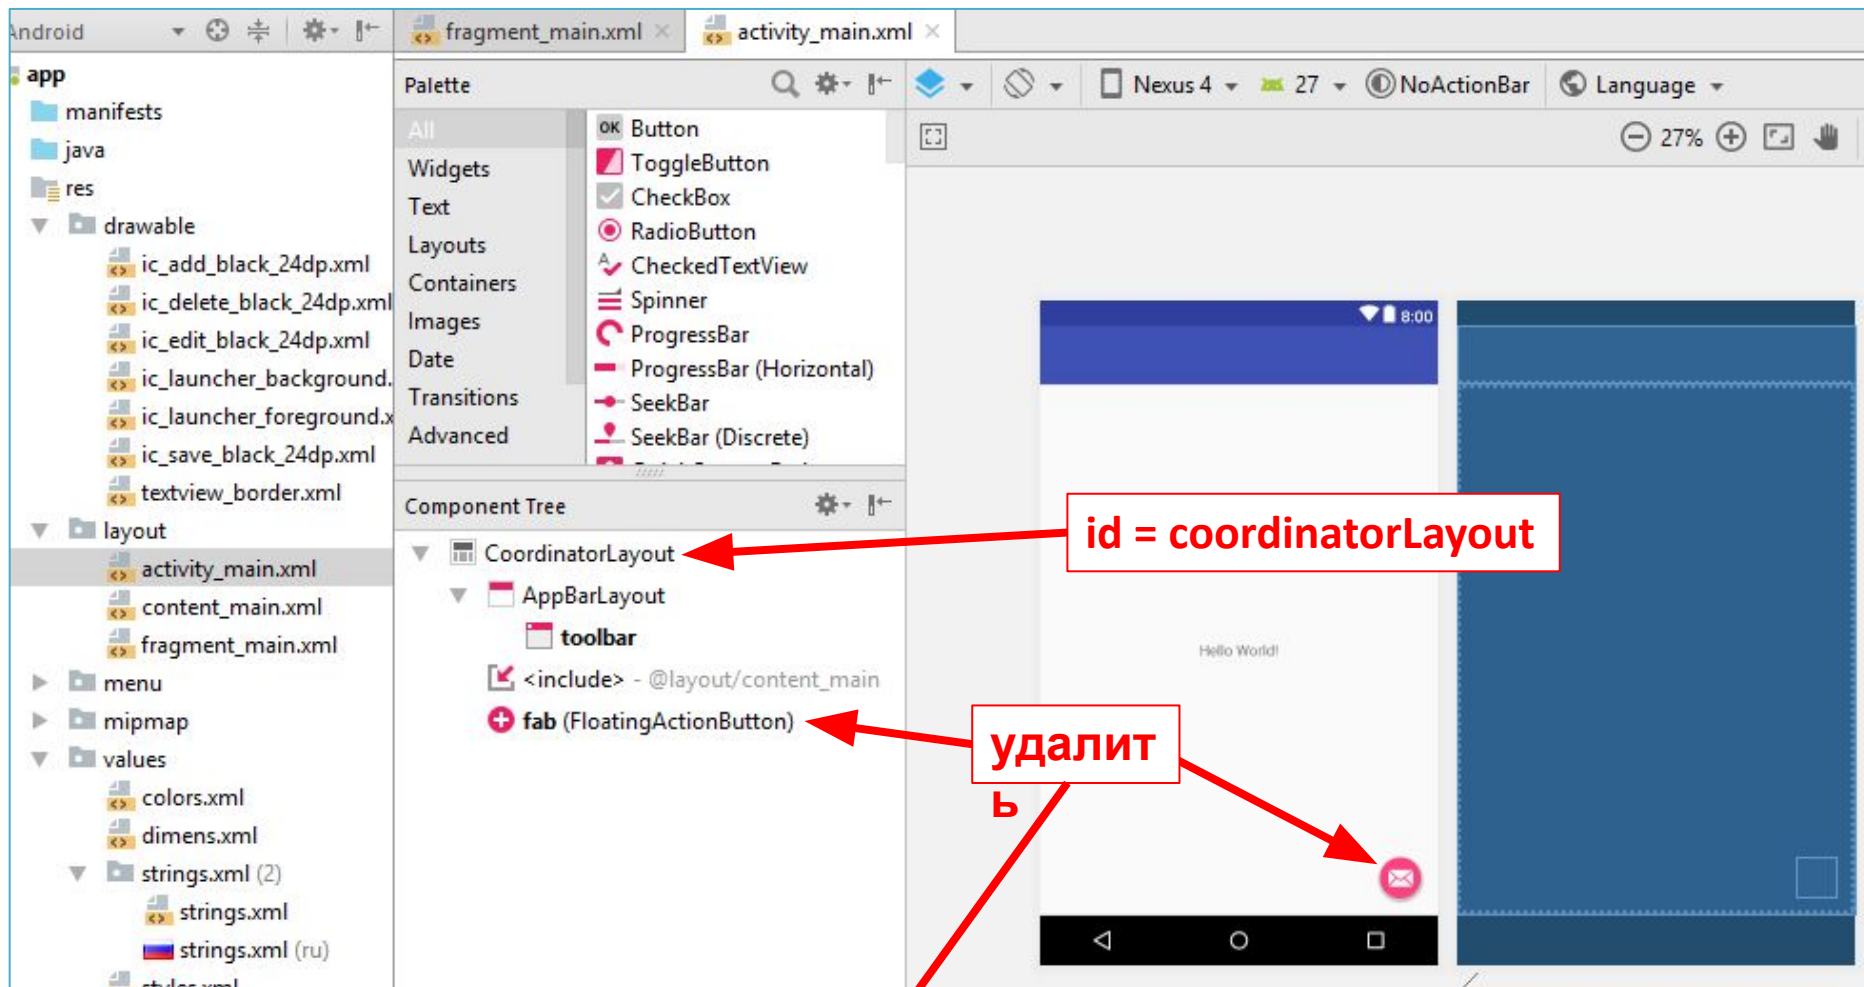 Android
fragment_main.xml
activity_main.xml
app
manifests
java
res
drawable
ic_add_black_24dp.xml
ic_delete_black_24dp.xml
ic_edit_black_24dp.xml
ic_launcher_background.
ic_launcher_foreground.x
ic_save_black_24dp.xml
textview_border.xml
layout
activity_main.xml
content_main.xml
fragment_main.xml
menu
mipmap
values
colors.xml
dimens.xml
strings.xml (2)
strings.xml
strings.xml (ru)
styles.xml
Palette
All
Widgets
Text
Layouts
Containers
Images
Date
Transitions
Advanced
OK Button
ToggleButton
CheckBox
RadioButton
CheckedTextView
Spinner
ProgressBar
ProgressBar (Horizontal)
SeekBar
SeekBar (Discrete)
Component Tree
CoordinatorLayout
AppBarLayout
toolbar
<include> - @layout/content_main
fab (FloatingActionButton)
Nexus 4 27 NoActionBar Language
27%
8:00
id = coordinatorLayout
Hello World!
удалит
ь